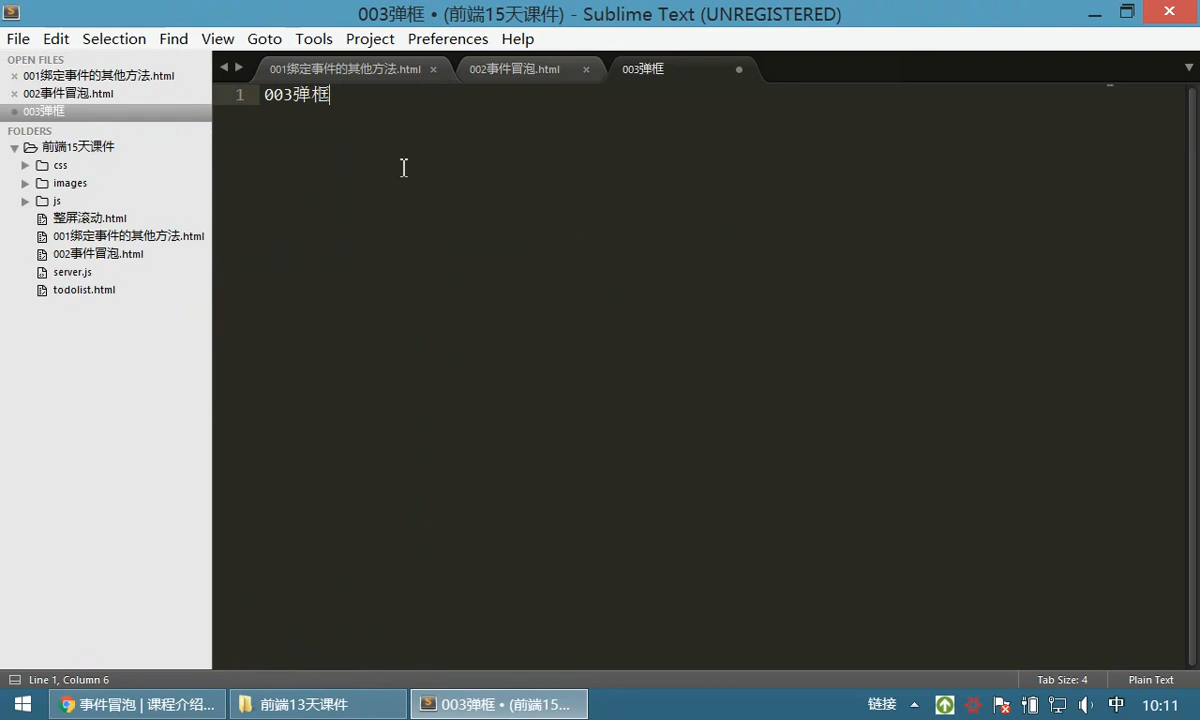 003弹框 • (前端15天课件) - Sublime Text (UNREGISTERED)
File Edit Selection Find View Goto Tools Project Preferences Help
OPEN FILES
001绑定事件的其他方法.html
002事件冒泡.html
003弹框
FOLDERS
前端15天课件
css
images
js
整屏滚动.html
001绑定事件的其他方法.html
002事件冒泡.html
server.js
todolist.html
001绑定事件的其他方法.html 002事件冒泡.html 003弹框
1 003弹框
Line 1, Column 6 Tab Size: 4 Plain Text
事件冒泡 | 课程介绍... 前端13天课件 003弹框 • (前端15... 链接 中 10:11